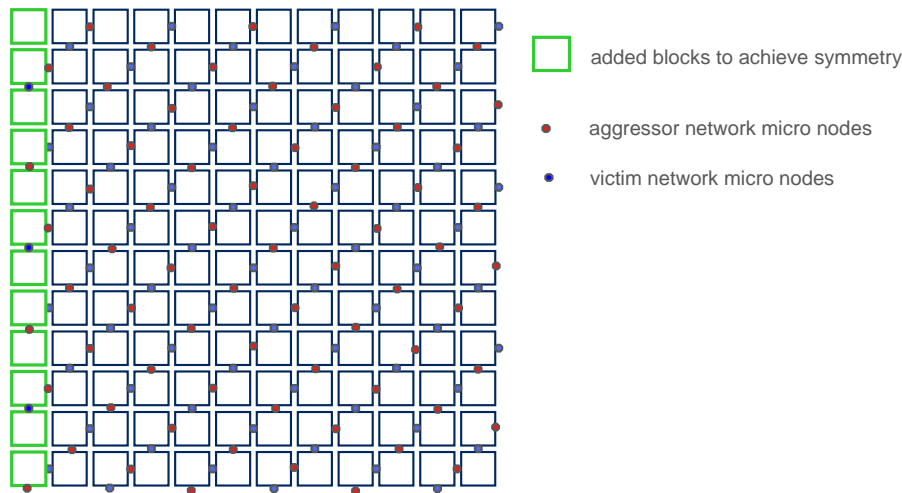 added blocks to achieve symmetry
aggressor network micro nodes
victim network micro nodes